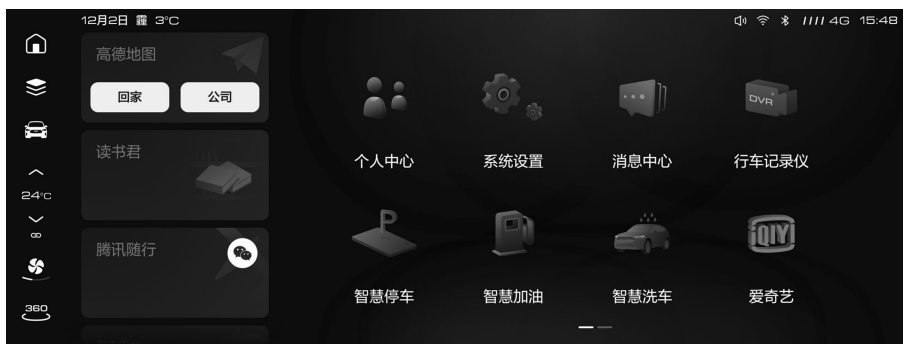 12月2日 霾 3°C
4G 15:48
高德地图
回家 公司
读书君
腾讯随行
24°C
360
DVR
个人中心 系统设置 消息中心 行车记录仪
P
iQIYI
智慧停车 智慧加油 智慧洗车 爱奇艺